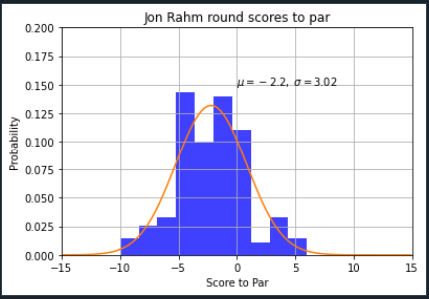 Jon Rahm round scores to par
0.200
0.175
0.150
0.125
0.100
0.075
0.050
0.025
0.000
μ = − 2.2, σ = 3.02
Probability
−15 −10 −5 0 5 10 15
Score to Par